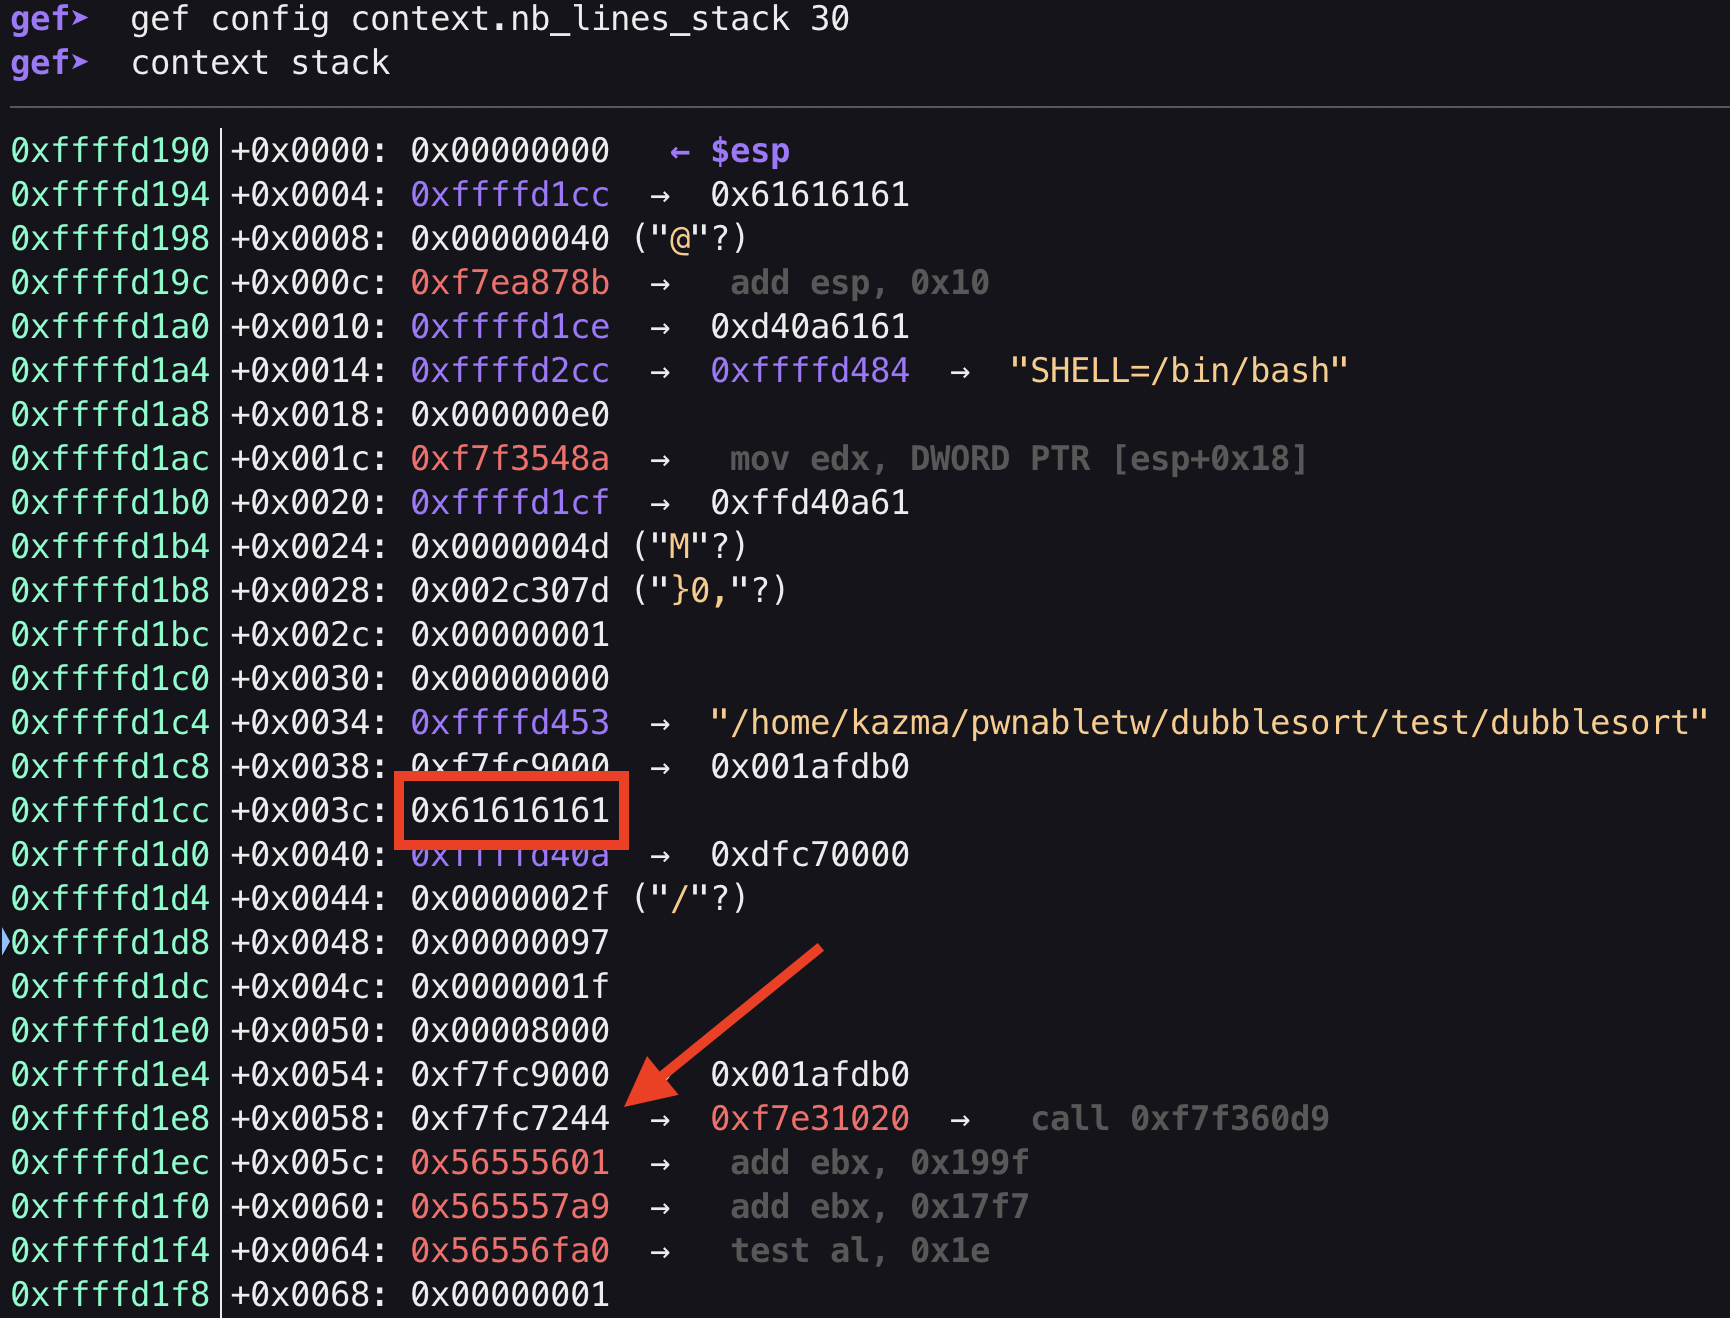 gef➤  gef config context.nb_lines_stack 30
gef➤  context stack
0xffffd190│+0x0000: 0x00000000   ← $esp
0xffffd194│+0x0004: 0xffffd1cc  →  0x61616161
0xffffd198│+0x0008: 0x00000040 ("@"?)
0xffffd19c│+0x000c: 0xf7ea878b  →   add esp, 0x10
0xffffd1a0│+0x0010: 0xffffd1ce  →  0xd40a6161
0xffffd1a4│+0x0014: 0xffffd2cc  →  0xffffd484  →  "SHELL=/bin/bash"
0xffffd1a8│+0x0018: 0x000000e0
0xffffd1ac│+0x001c: 0xf7f3548a  →   mov edx, DWORD PTR [esp+0x18]
0xffffd1b0│+0x0020: 0xffffd1cf  →  0xffd40a61
0xffffd1b4│+0x0024: 0x0000004d ("M"?)
0xffffd1b8│+0x0028: 0x002c307d ("}0,"?)
0xffffd1bc│+0x002c: 0x00000001
0xffffd1c0│+0x0030: 0x00000000
0xffffd1c4│+0x0034: 0xffffd453  →  "/home/kazma/pwnabletw/dubblesort/test/dubblesort"
0xffffd1c8│+0x0038: 0xf7fc9000  →  0x001afdb0
0xffffd1cc│+0x003c: 0x61616161
0xffffd1d0│+0x0040: 0xffffd40a  →  0xdfc70000
0xffffd1d4│+0x0044: 0x0000002f ("/"?)
0xffffd1d8│+0x0048: 0x00000097
0xffffd1dc│+0x004c: 0x0000001f
0xffffd1e0│+0x0050: 0x00008000
0xffffd1e4│+0x0054: 0xf7fc9000     0x001afdb0
0xffffd1e8│+0x0058: 0xf7fc7244  →  0xf7e31020  →   call 0xf7f360d9
0xffffd1ec│+0x005c: 0x56555601  →   add ebx, 0x199f
0xffffd1f0│+0x0060: 0x565557a9  →   add ebx, 0x17f7
0xffffd1f4│+0x0064: 0x56556fa0  →   test al, 0x1e
0xffffd1f8│+0x0068: 0x00000001